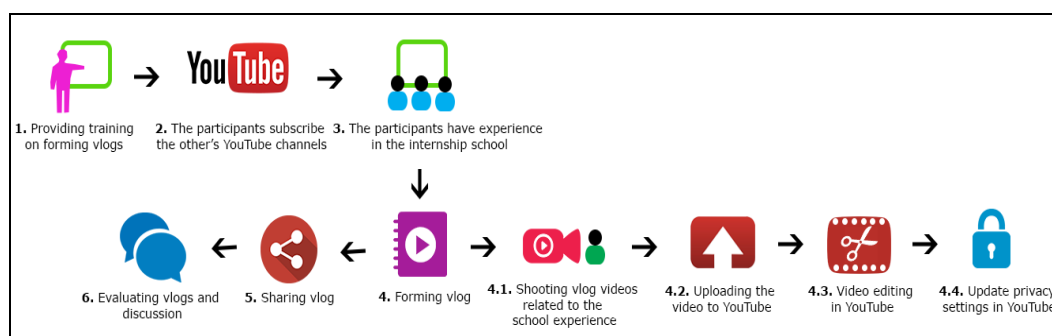 YouTube
1. Providing training
on forming vlogs
2. The participants subscribe
the other's YouTube channels
3. The participants have experience
in the internship school
6. Evaluating vlogs and
discussion
5. Sharing vlog
4. Forming vlog
4.1. Shooting vlog videos
related to the
school experience
4.2. Uploading the
video to YouTube
4.3. Video editing
in YouTube
4.4. Update privacy
settings in YouTube